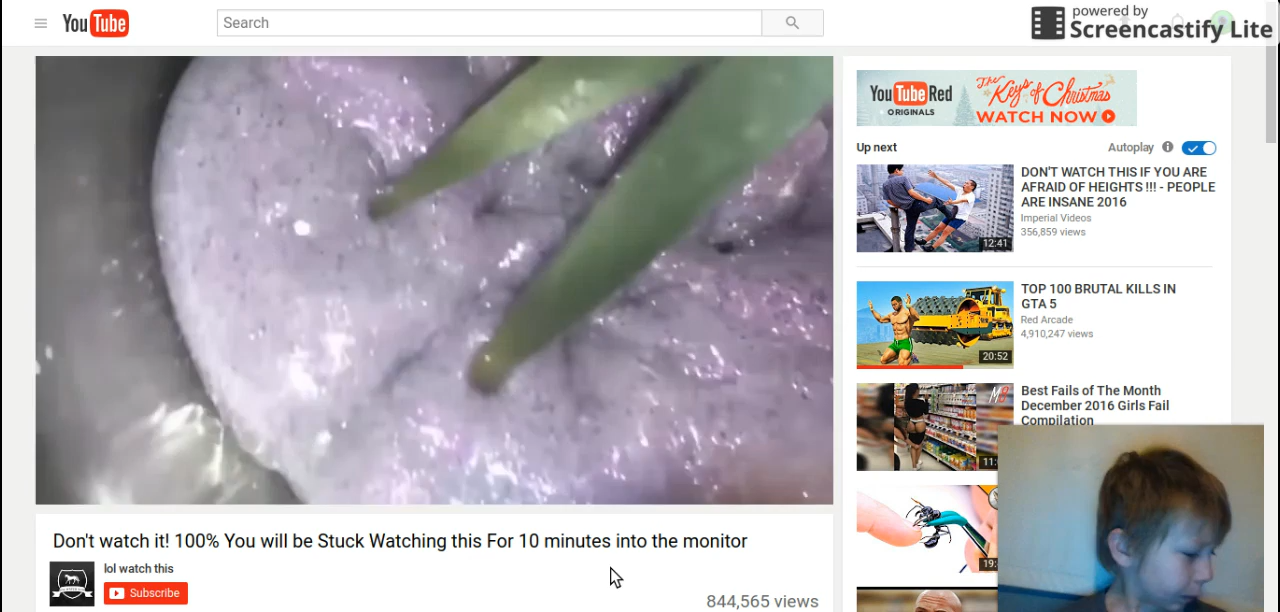 YouTube
Search
powered by
Screencastify Lite
YouTube Red
ORIGINALS
The Keys of Christmas
WATCH NOW
Up next
Autoplay
DON'T WATCH THIS IF YOU ARE
AFRAID OF HEIGHTS !!! - PEOPLE
ARE INSANE 2016
Imperial Videos
356,859 views
12:41
TOP 100 BRUTAL KILLS IN
GTA 5
Red Arcade
4,910,247 views
20:52
Best Fails of The Month
December 2016 Girls Fail
Compilation
11:
19:
Don't watch it! 100% You will be Stuck Watching this For 10 minutes into the monitor
lol watch this
Subscribe
844,565 views